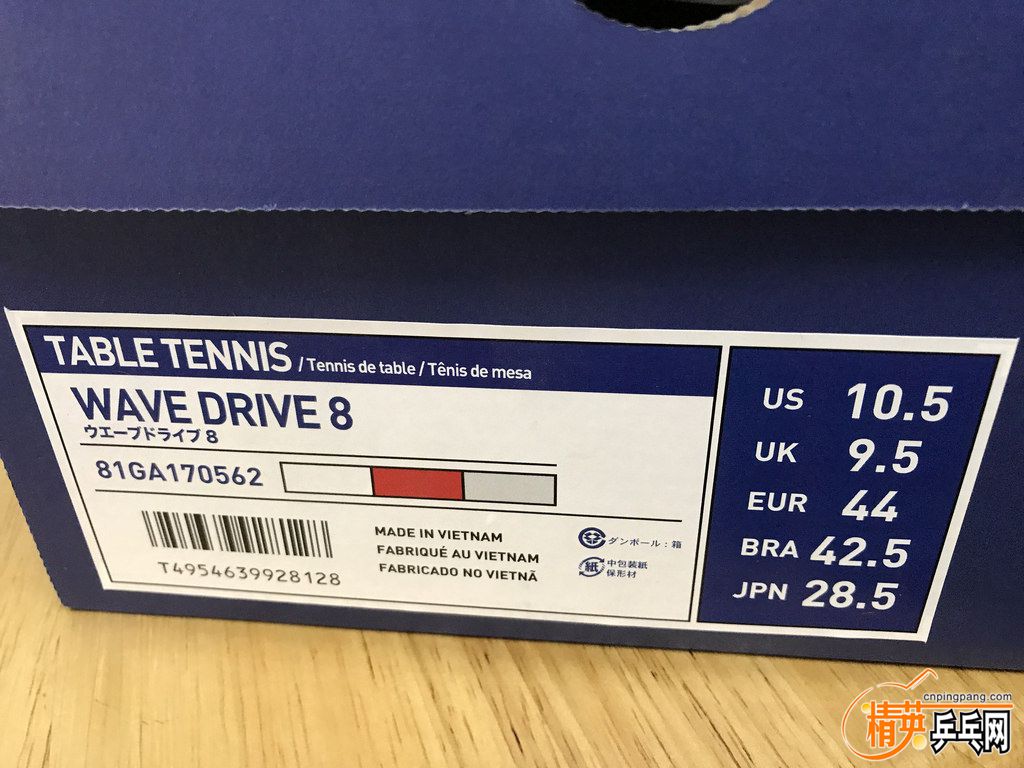 TABLE TENNIS / Tennis de table / Tênis de mesa
WAVE DRIVE 8
ウエーブドライブ 8
81GA170562
T4954639928128
MADE IN VIETNAM
FABRIQUÉ AU VIETNAM
FABRICADO NO VIETNÃ
ダンボール：箱
紙 中包装紙
保形材
US 10.5
UK 9.5
EUR 44
BRA 42.5
JPN 28.5
cnpingpang.com
精英乒乓网